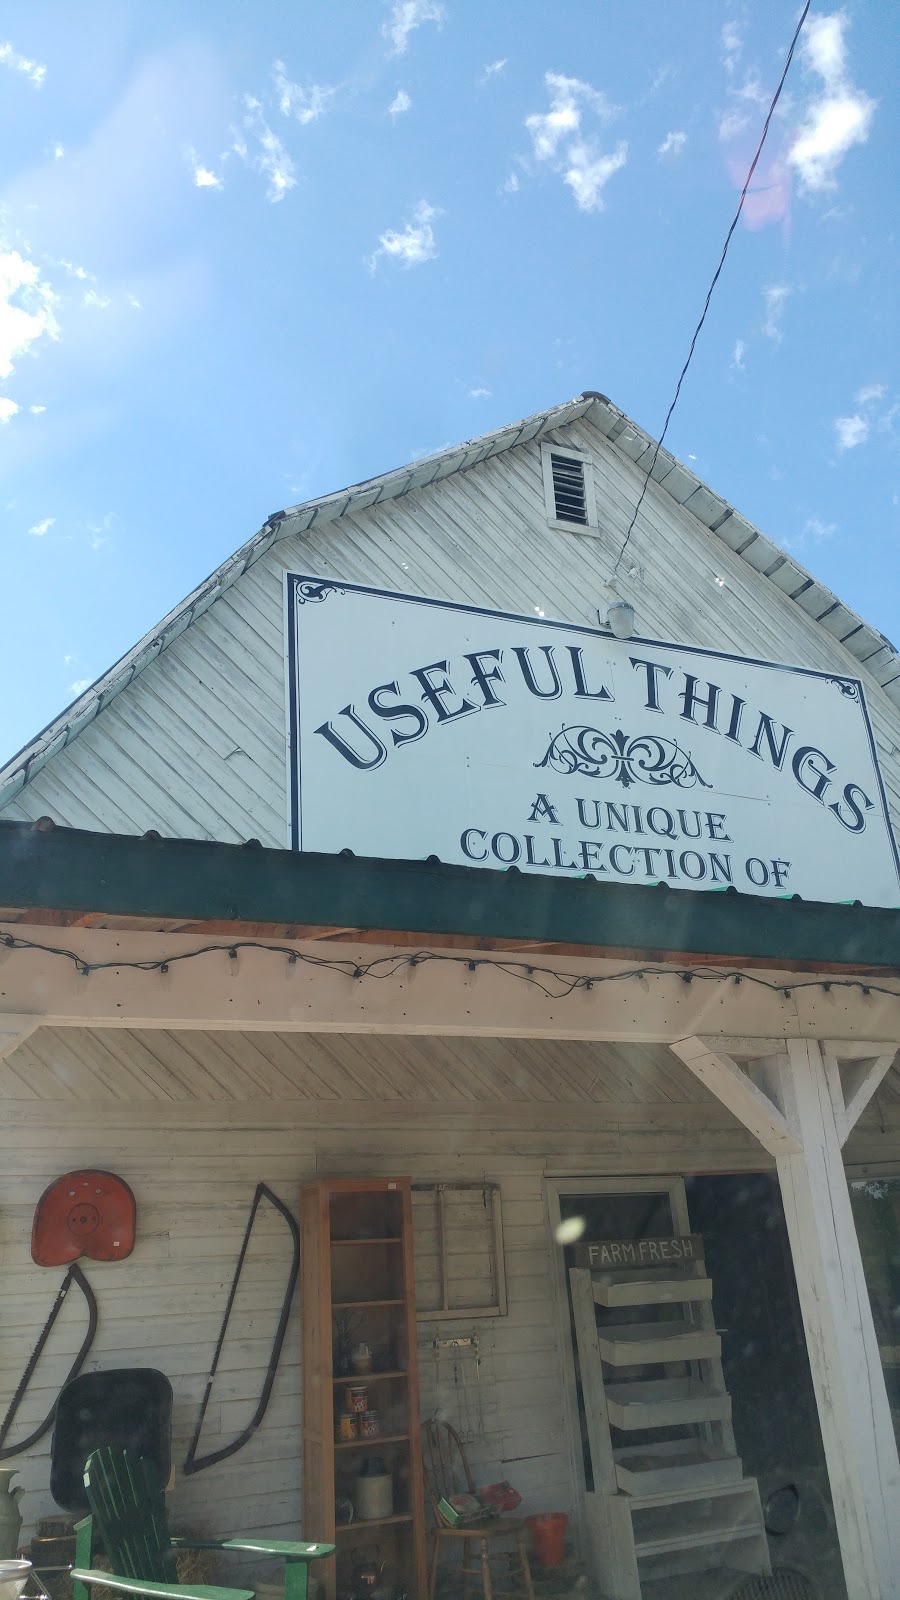 USEFUL THINGS
A UNIQUE
COLLECTION OF
FARM FRESH